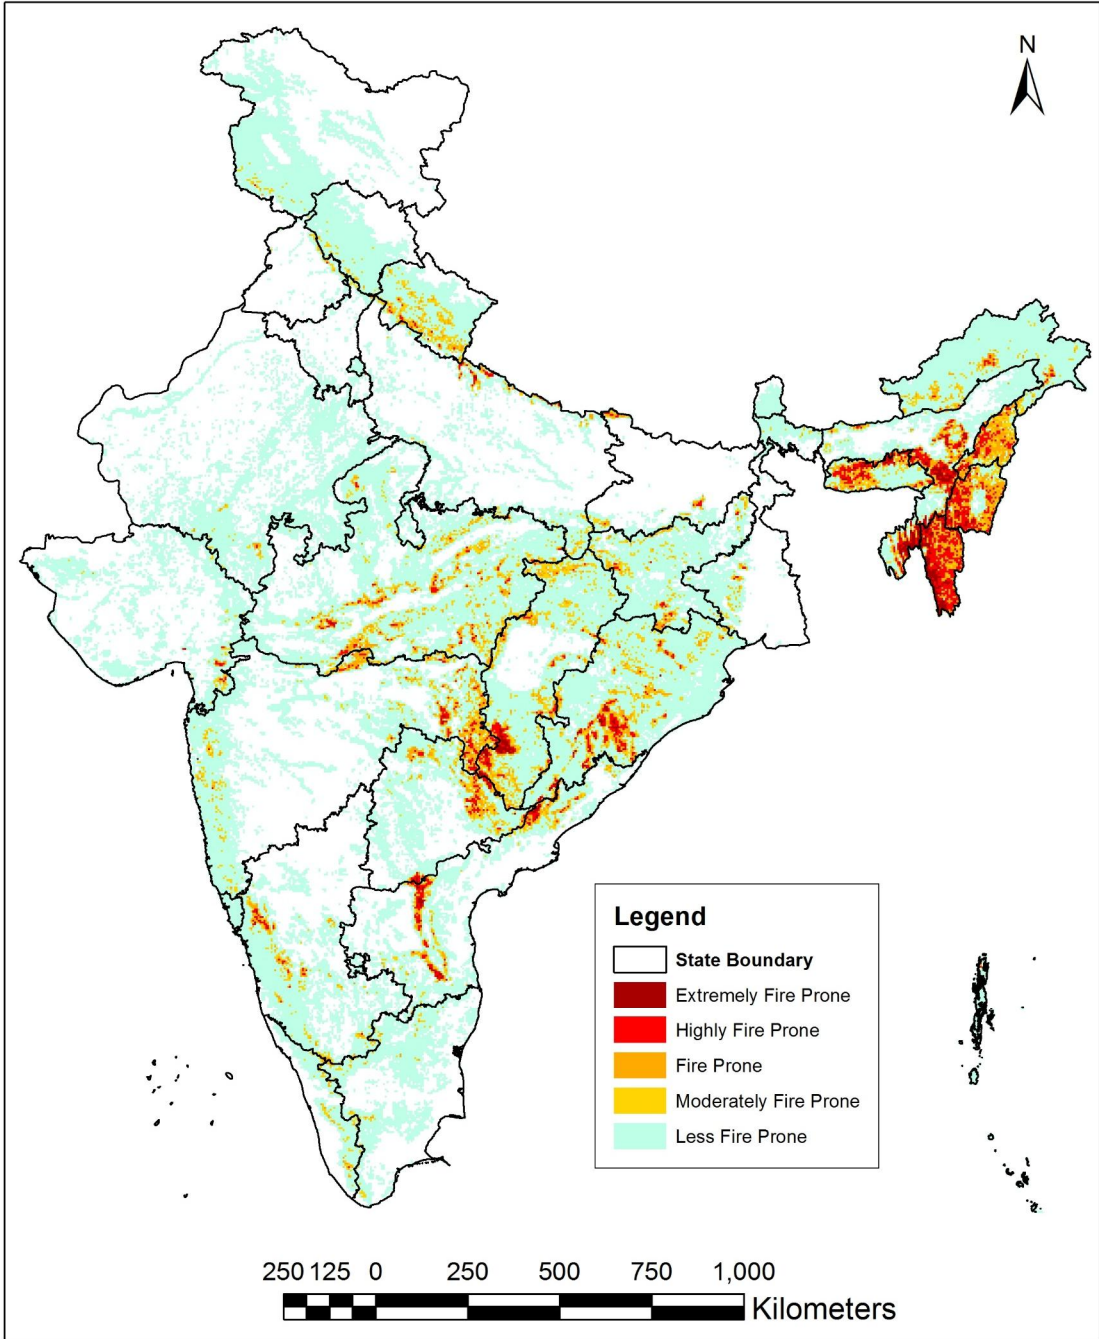 N
Legend
State Boundary
Extremely Fire Prone
Highly Fire Prone
Fire Prone
Moderately Fire Prone
Less Fire Prone
250 125 0 250 500 750 1,000
Kilometers